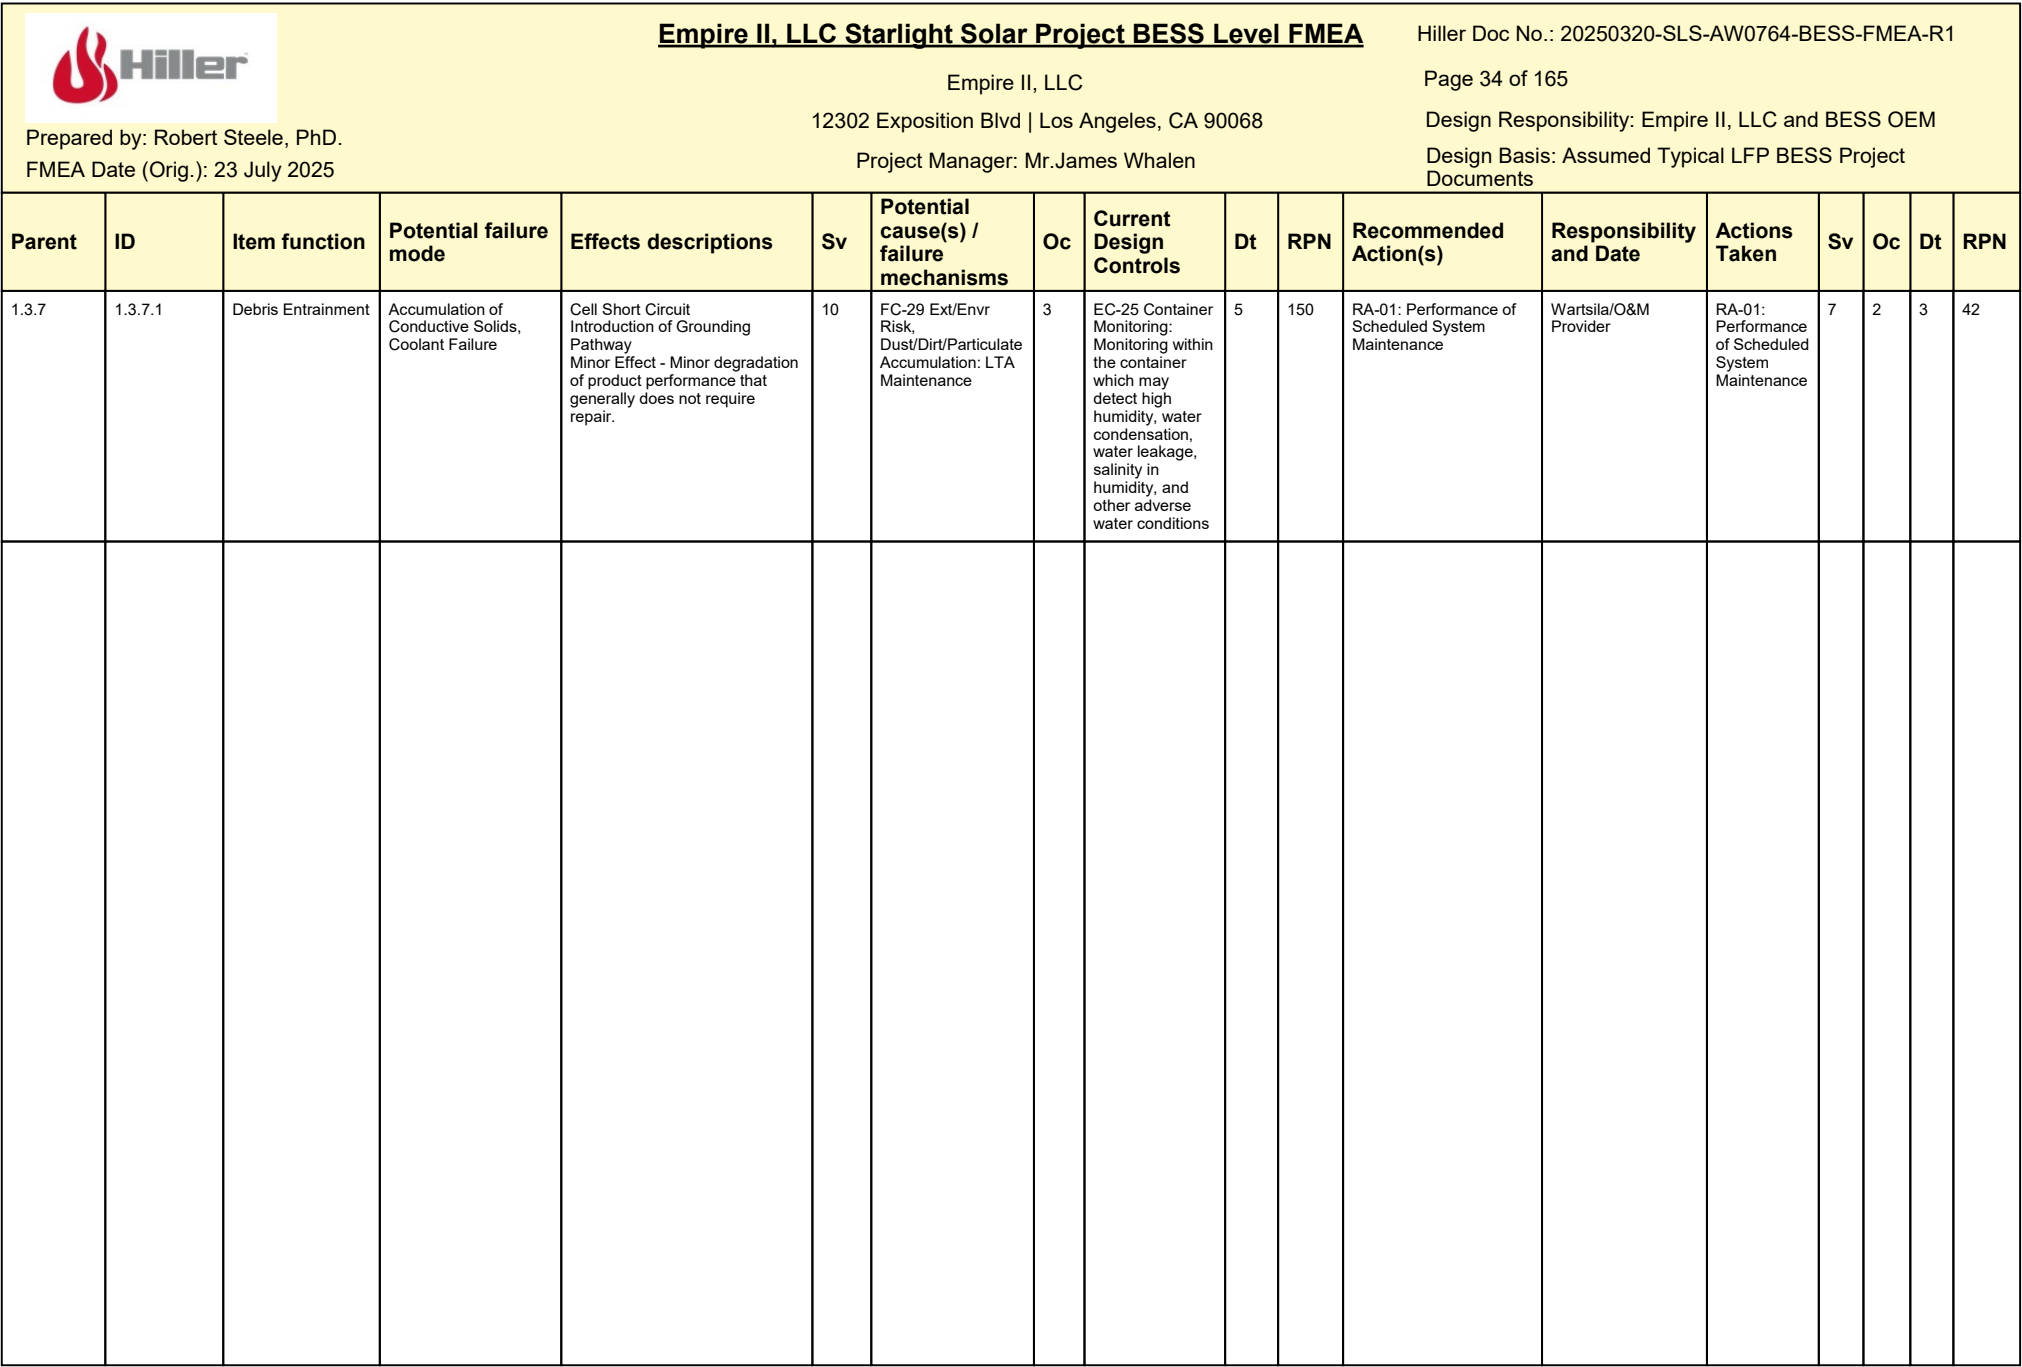 Hiller
Prepared by: Robert Steele, PhD.
FMEA Date (Orig.): 23 July 2025
Empire II, LLC Starlight Solar Project BESS Level FMEA
Empire II, LLC
12302 Exposition Blvd | Los Angeles, CA 90068
Project Manager: Mr.James Whalen
Hiller Doc No.: 20250320-SLS-AW0764-BESS-FMEA-R1
Page 34 of 165
Design Responsibility: Empire II, LLC and BESS OEM
Design Basis: Assumed Typical LFP BESS Project
Documents
Parent
ID
Item function
Potential failure
mode
Effects descriptions
Sv
Potential
cause(s) /
failure
mechanisms
Oc
Current
Design
Controls
Dt
RPN
Recommended
Action(s)
Responsibility
and Date
Actions
Taken
Sv
Oc
Dt
RPN
1.3.7
1.3.7.1
Debris Entrainment
Accumulation of
Conductive Solids,
Coolant Failure
Cell Short Circuit
Introduction of Grounding
Pathway
Minor Effect - Minor degradation
of product performance that
generally does not require
repair.
10
FC-29 Ext/Envr
Risk,
Dust/Dirt/Particulate
Accumulation: LTA
Maintenance
3
EC-25 Container
Monitoring:
Monitoring within
the container
which may
detect high
humidity, water
condensation,
water leakage,
salinity in
humidity, and
other adverse
water conditions
5
150
RA-01: Performance of
Scheduled System
Maintenance
Wartsila/O&M
Provider
RA-01:
Performance
of Scheduled
System
Maintenance
7
2
3
42